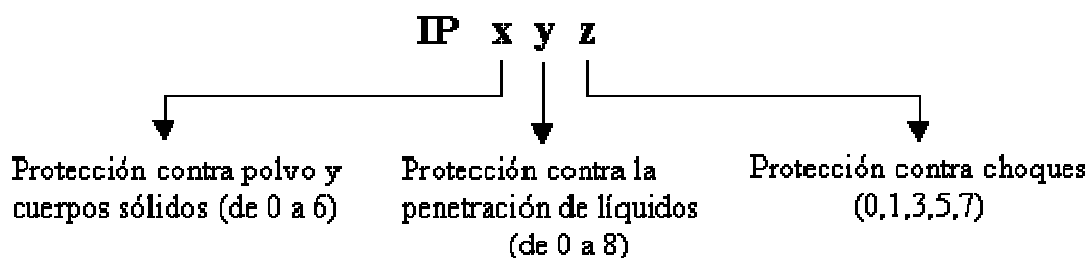 IP x y z
Protección contra polvo y
cuerpos sólidos (de 0 a 6)
Protección contra la
penetración de líquidos
(de 0 a 8)
Protección contra choques
(0,1,3,5,7)